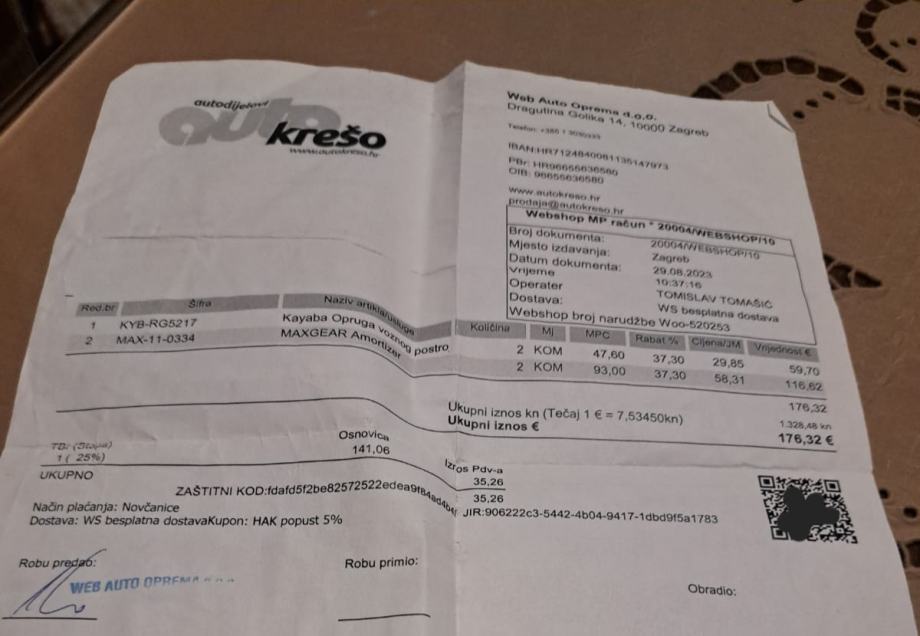 autodijelovi
auto krešo
www.autokreso.hr
Web Auto Oprema d.o.o.
Dragutina Golika 14, 10000 Zagreb
Telefon: +385 1
IBAN:HR7124840081135147973
PBr: HR96655636580
OIB: 96655636580
www.autokreso.hr
prodaja@autokreso.hr
Webshop MP račun * 20004/WEBSHOP/10
Broj dokumenta: 20004/WEBSHOP/10
Mjesto izdavanja: Zagreb
Datum dokumenta: 29.08.2023
Vrijeme 10:37:16
Operater TOMISLAV TOMAŠIĆ
Dostava: WS besplatna dostava
Webshop broj narudžbe Woo-520253
Red.br Šifra Naziv artikla/usluge Količina Mj MPC Rabat % Cijena/JM Vrijednost €
1 KYB-RG5217 Kayaba Opruga voznog postro 2 KOM 47,60 37,30 29,85 59,70
2 MAX-11-0334 MAXGEAR Amortizer 2 KOM 93,00 37,30 58,31 116,62
176,32
Ukupni iznos kn (Tečaj 1 € = 7,53450kn) 1.328,48 kn
Ukupni iznos € 176,32 €
TBr (Stopa) Osnovica Iznos Pdv-a
1 ( 25%) 141,06 35,26
UKUPNO 35,26
ZAŠTITNI KOD:
JIR:906222c3-5442-4b04-9417-1dbd9f5a1783
Način plaćanja: Novčanice
Dostava: WS besplatna dostavaKupon: HAK popust 5%
Robu predao: Robu primio: Obradio:
WEB AUTO OPREMA